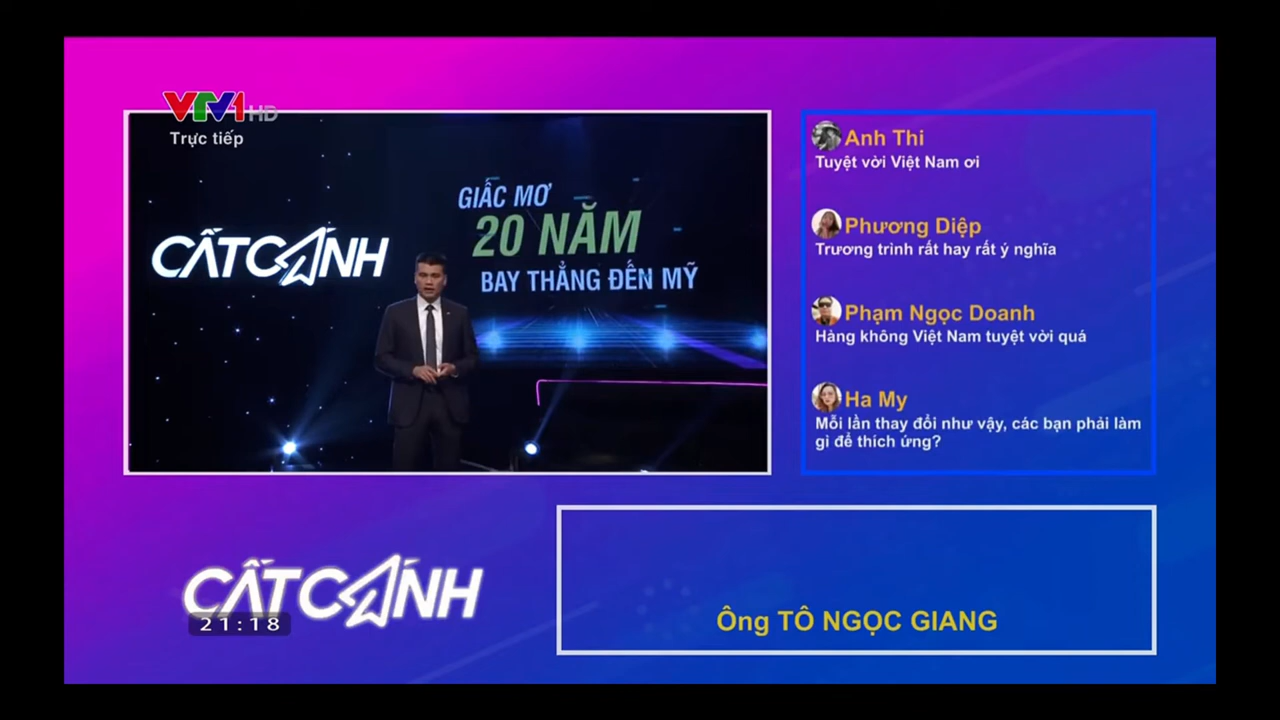 VTV1 HD
Trực tiếp
CẤT CÁNH
GIẤC MƠ
20 NĂM
BAY THẲNG ĐẾN MỸ
Anh Thi
Tuyệt vời Việt Nam ơi
Phương Diệp
Trương trình rất hay rất ý nghĩa
Phạm Ngọc Doanh
Hàng không Việt Nam tuyệt vời quá
Ha My
Mỗi lần thay đổi như vậy, các bạn phải làm
gì để thích ứng?
CẤT CÁNH
21:18
Ông TÔ NGỌC GIANG